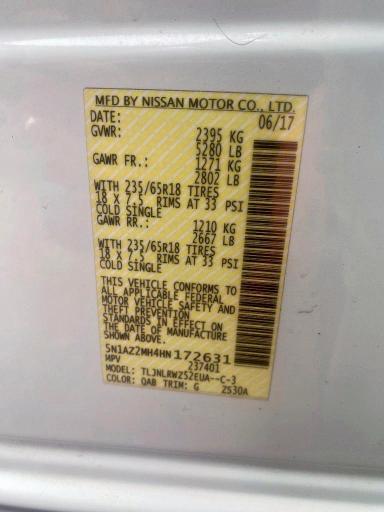 MFD BY NISSAN MOTOR CO., LTD.
DATE: 06/17
GVWR: 2395 KG
5280 LB
GAWR FR.: 1271 KG
2802 LB
WITH 235/65R18 TIRES
18 X 7.5 RIMS AT 33 PSI
COLD SINGLE
GAWR RR.: 1210 KG
2667 LB
WITH 235/65R18 TIRES
18 X 7.5 RIMS AT 33 PSI
COLD SINGLE
THIS VEHICLE CONFORMS TO
ALL APPLICABLE FEDERAL
MOTOR VEHICLE SAFETY AND
THEFT PREVENTION
STANDARDS IN EFFECT ON
THE DATE OF MANUFACTURE
SHOWN ABOVE.
5N1AZ2MH4HN172631
MPV 237401
MODEL: TLJNLRWZ52EUA--C-3
COLOR: QAB TRIM: G Z530A